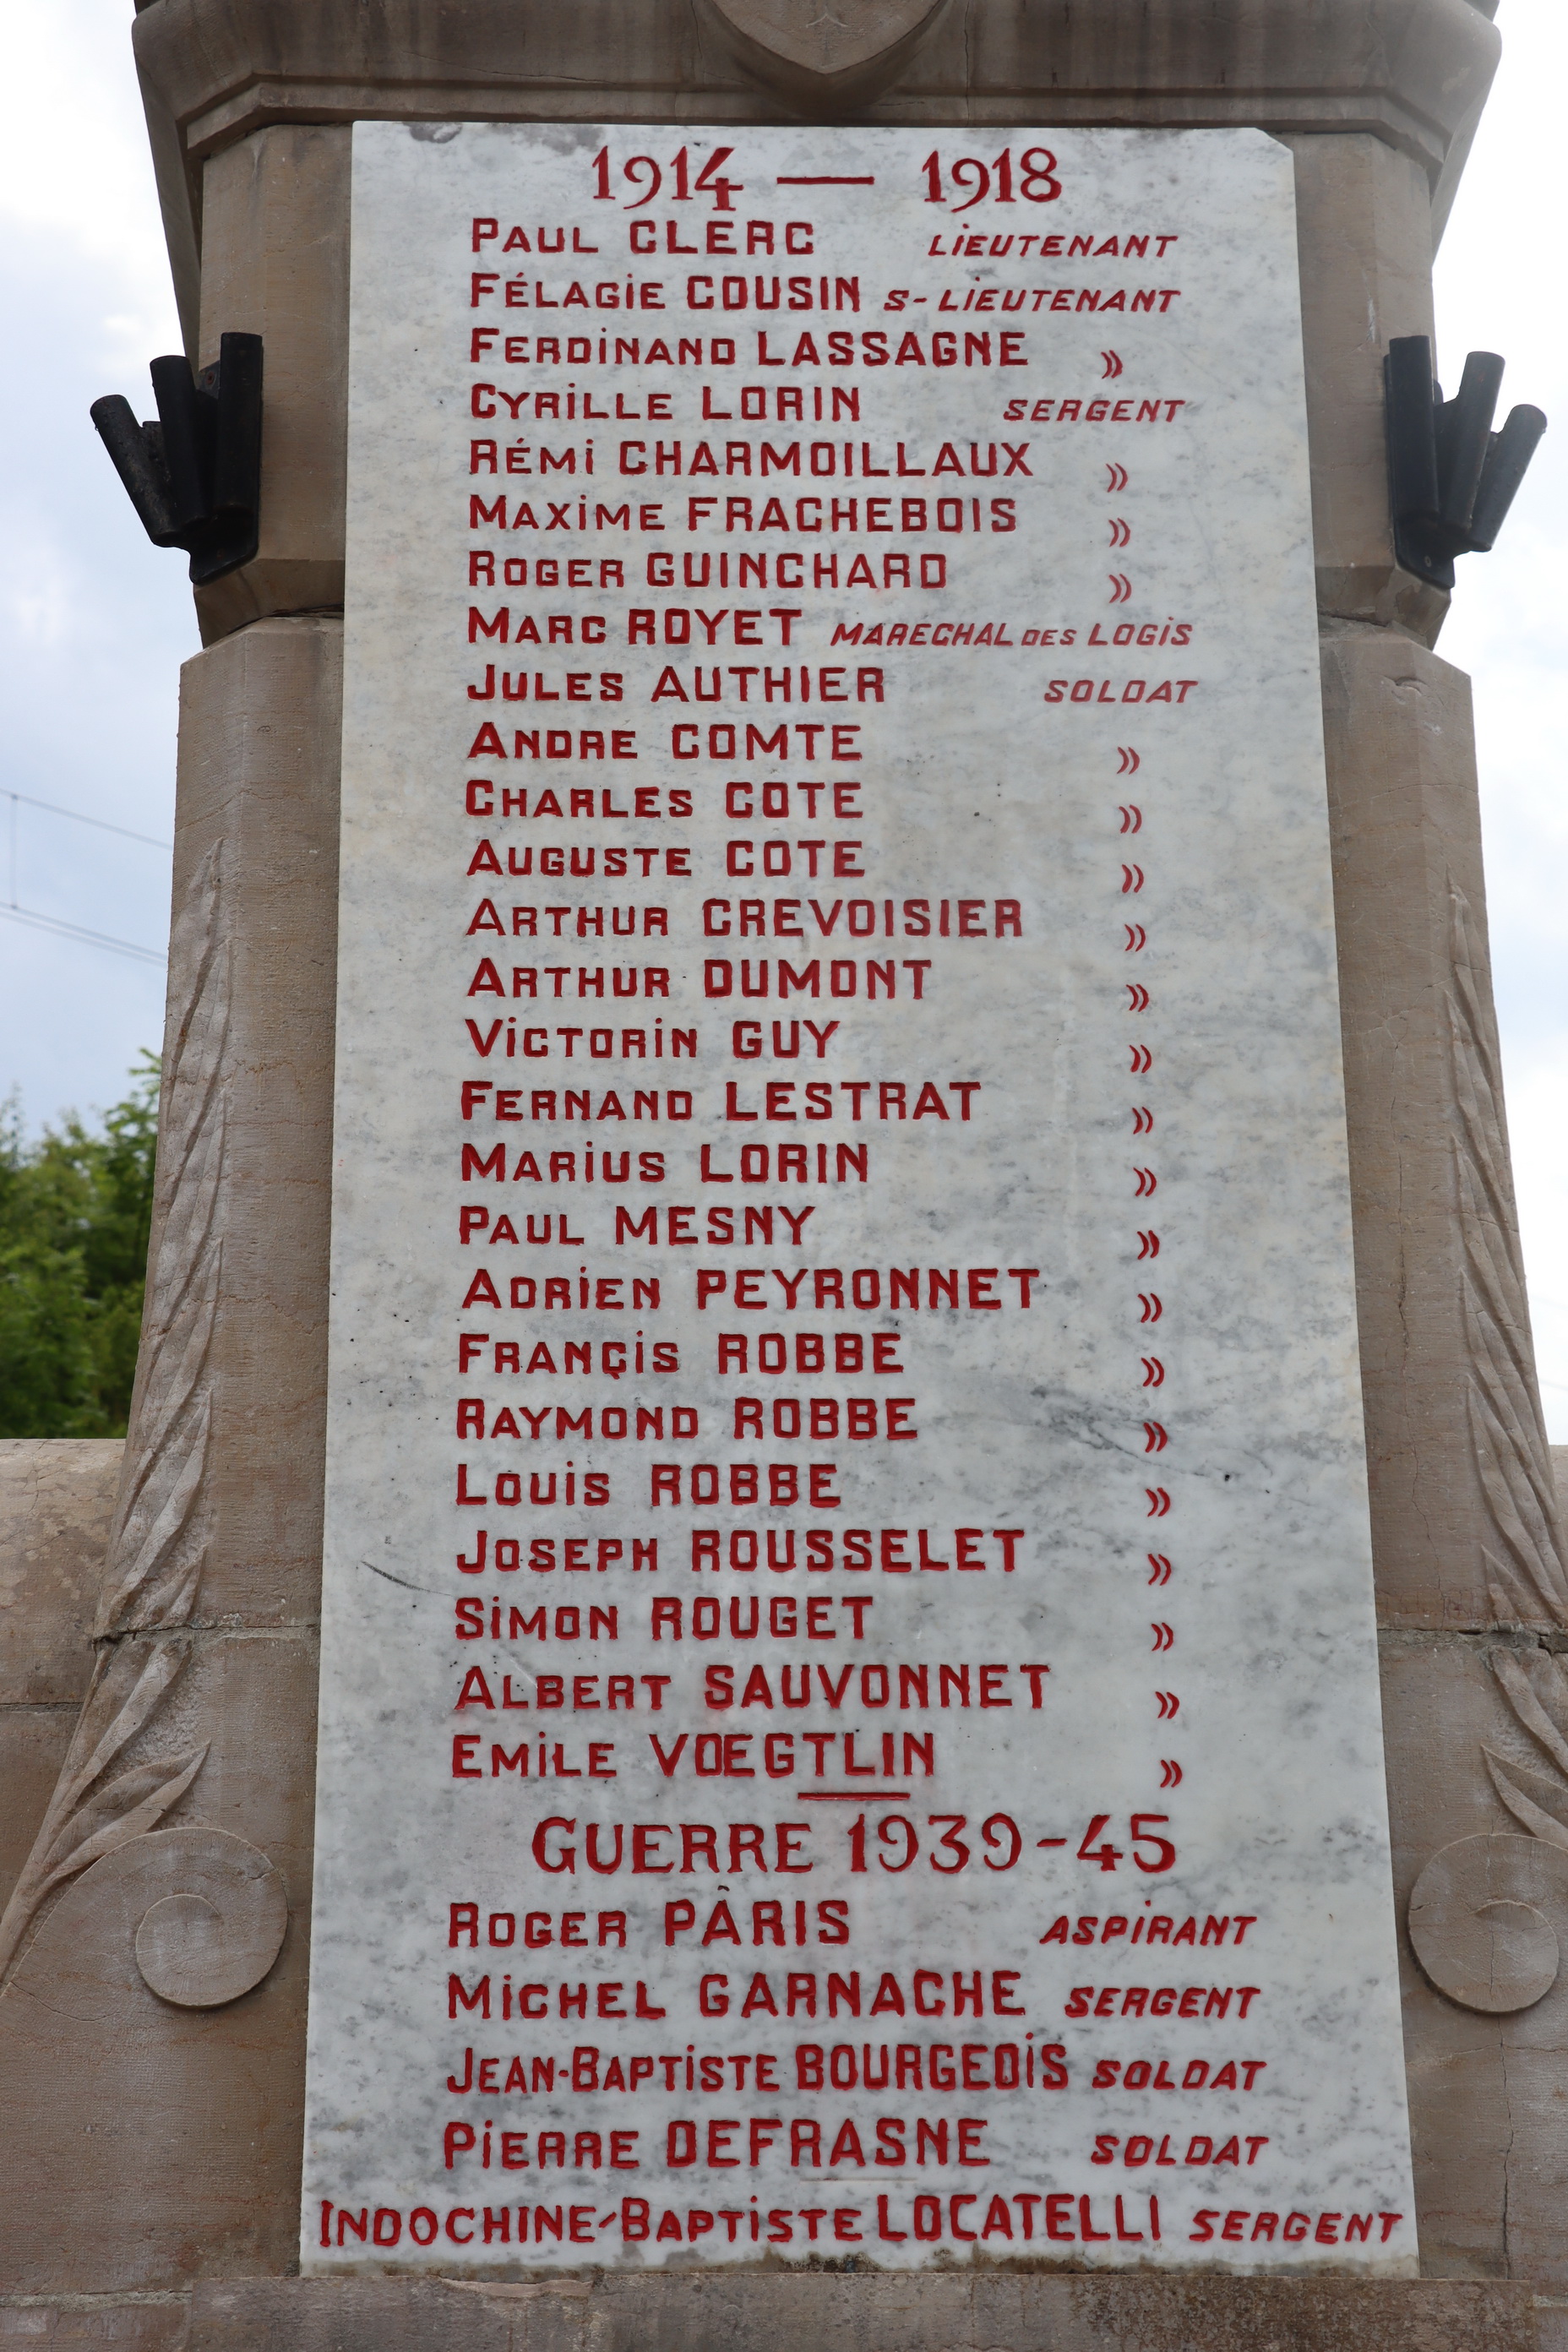 1914 — 1918
PAUL CLERC LIEUTENANT
FÉLAGIE COUSIN S-LIEUTENANT
FERDINAND LASSAGNE »
CYRILLE LORIN SERGENT
RÉMI CHARMOILLAUX »
MAXIME FRACHEBOIS »
ROGER GUINCHARD »
MARC ROYET MARECHAL DES LOGIS
JULES AUTHIER SOLDAT
ANDRE COMTE »
CHARLES COTE »
AUGUSTE COTE »
ARTHUR CREVOISIER »
ARTHUR DUMONT »
VICTORIN GUY »
FERNAND LESTRAT »
MARIUS LORIN »
PAUL MESNY »
ADRIEN PEYRONNET »
FRANÇIS ROBBE »
RAYMOND ROBBE »
LOUIS ROBBE »
JOSEPH ROUSSELET »
SIMON ROUGET »
ALBERT SAUVONNET »
EMILE VŒGTLIN »
GUERRE 1939-45
ROGER PÂRIS ASPIRANT
MICHEL GARNACHE SERGENT
JEAN-BAPTISTE BOURGEOIS SOLDAT
PIERRE DEFRASNE SOLDAT
INDOCHINE-BAPTISTE LOCATELLI SERGENT